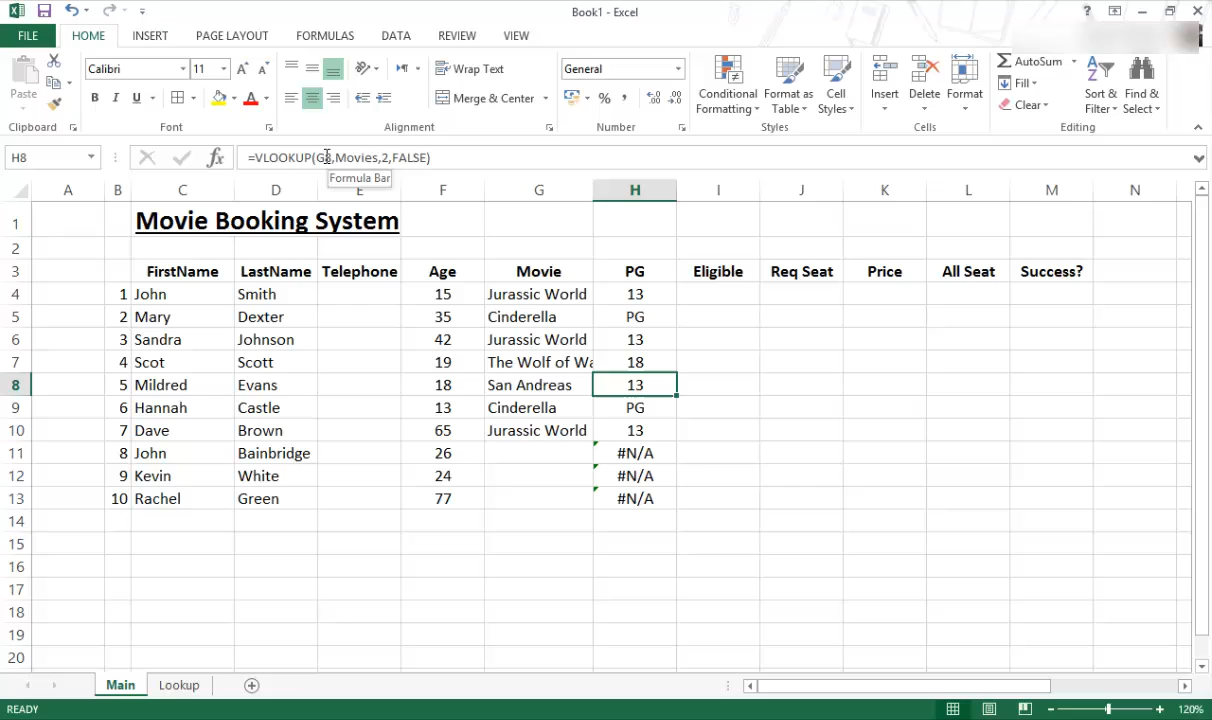 Book1 - Excel
FILE HOME INSERT PAGE LAYOUT FORMULAS DATA REVIEW VIEW
Paste Calibri 11 Wrap Text General Conditional Formatting Format as Table Cell Styles Insert Delete Format AutoSum Fill Clear Sort & Filter Find & Select
B I U A Merge & Center % ,
Clipboard Font Alignment Number Styles Cells Editing
H8 fx =VLOOKUP(G8,Movies,2,FALSE)
Formula Bar
A B C D E F G H I J K L M N
1 Movie Booking System
2
3 FirstName LastName Telephone Age Movie PG Eligible Req Seat Price All Seat Success?
4 1 John Smith 15 Jurassic World 13
5 2 Mary Dexter 35 Cinderella PG
6 3 Sandra Johnson 42 Jurassic World 13
7 4 Scot Scott 19 The Wolf of Wa 18
8 5 Mildred Evans 18 San Andreas 13
9 6 Hannah Castle 13 Cinderella PG
10 7 Dave Brown 65 Jurassic World 13
11 8 John Bainbridge 26 #N/A
12 9 Kevin White 24 #N/A
13 10 Rachel Green 77 #N/A
14
15
16
17
18
19
20
Main Lookup
READY 120%